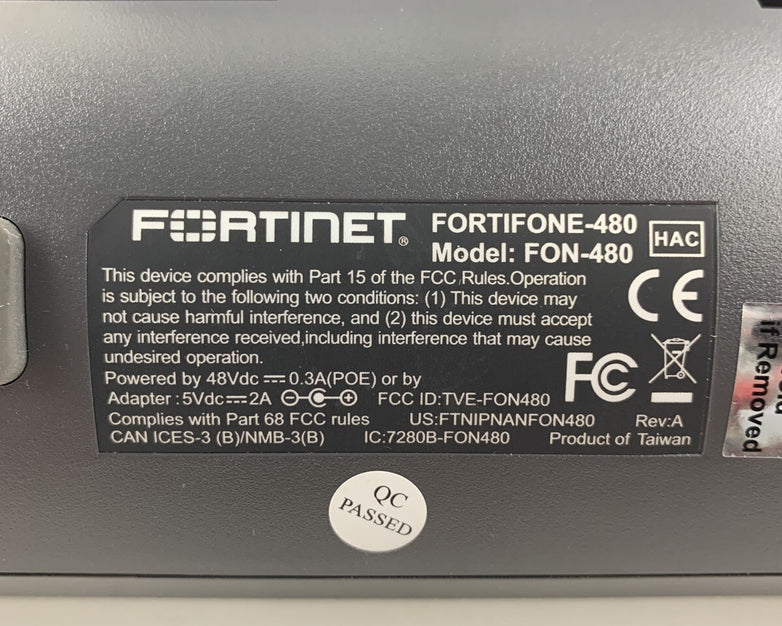 FORTINET®
FORTIFONE-480
Model: FON-480
HAC
This device complies with Part 15 of the FCC Rules.Operation
is subject to the following two conditions: (1) This device may
not cause harmful interference, and (2) this device must accept
any interference received,including interference that may cause
undesired operation.
CE
FC
Powered by 48Vdc⎓0.3A(POE) or by
Adapter : 5Vdc⎓2A FCC ID:TVE-FON480
Complies with Part 68 FCC rules US:FTNIPNANFON480 Rev:A
CAN ICES-3 (B)/NMB-3(B) IC:7280B-FON480 Product of Taiwan
QC
PASSED
if Removed